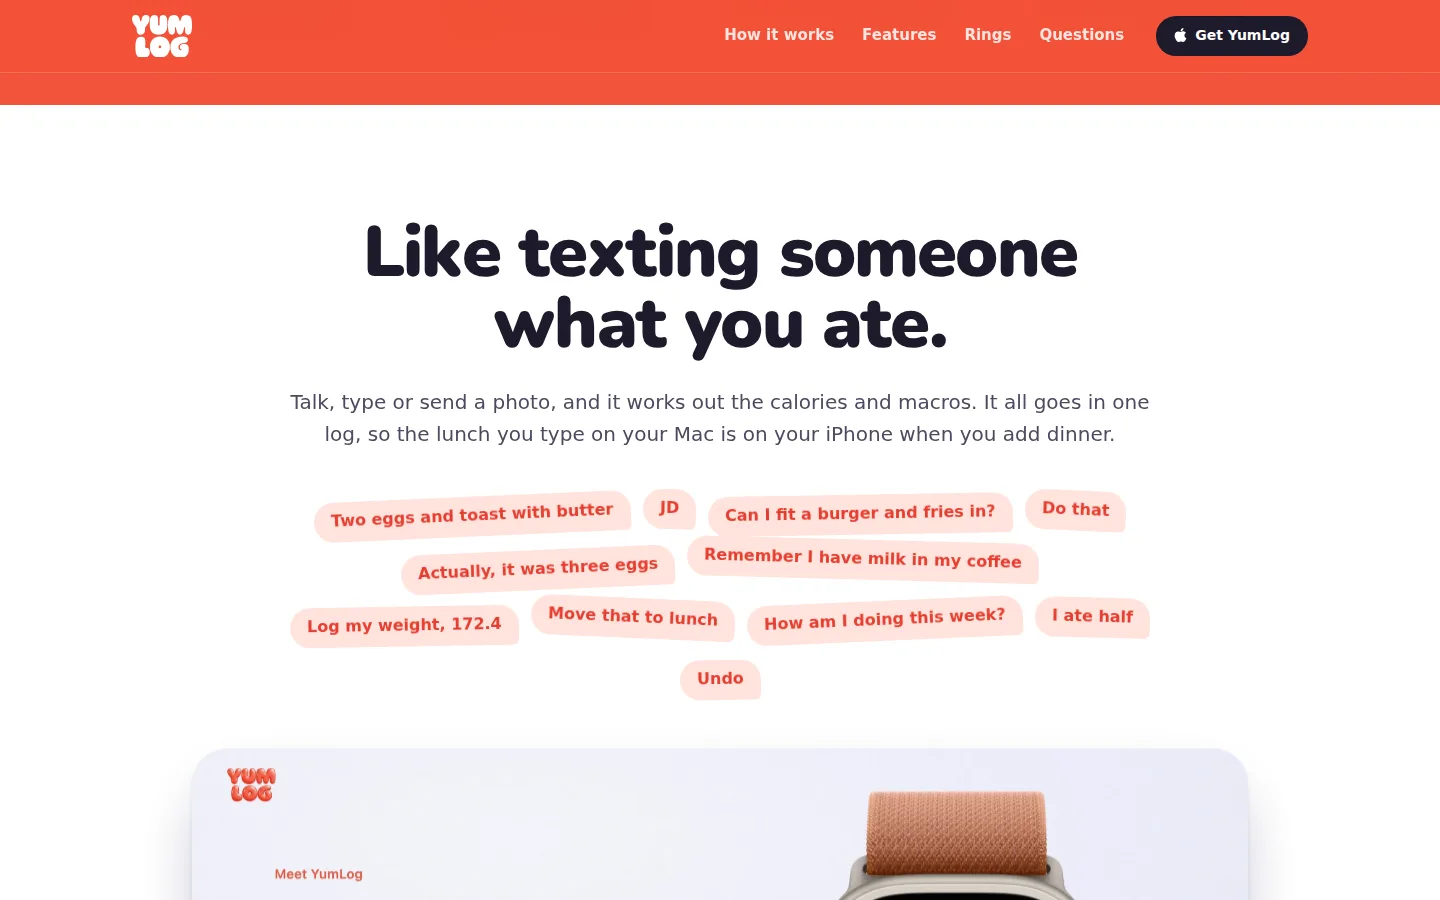 YUM
LOG
How it works
Features
Rings
Questions
Get YumLog
Like texting someone
what you ate.
Talk, type or send a photo, and it works out the calories and macros. It all goes in one
log, so the lunch you type on your Mac is on your iPhone when you add dinner.
Two eggs and toast with butter
JD
Can I fit a burger and fries in?
Do that
Actually, it was three eggs
Remember I have milk in my coffee
Log my weight, 172.4
Move that to lunch
How am I doing this week?
I ate half
Undo
YUM
LOG
Meet YumLog